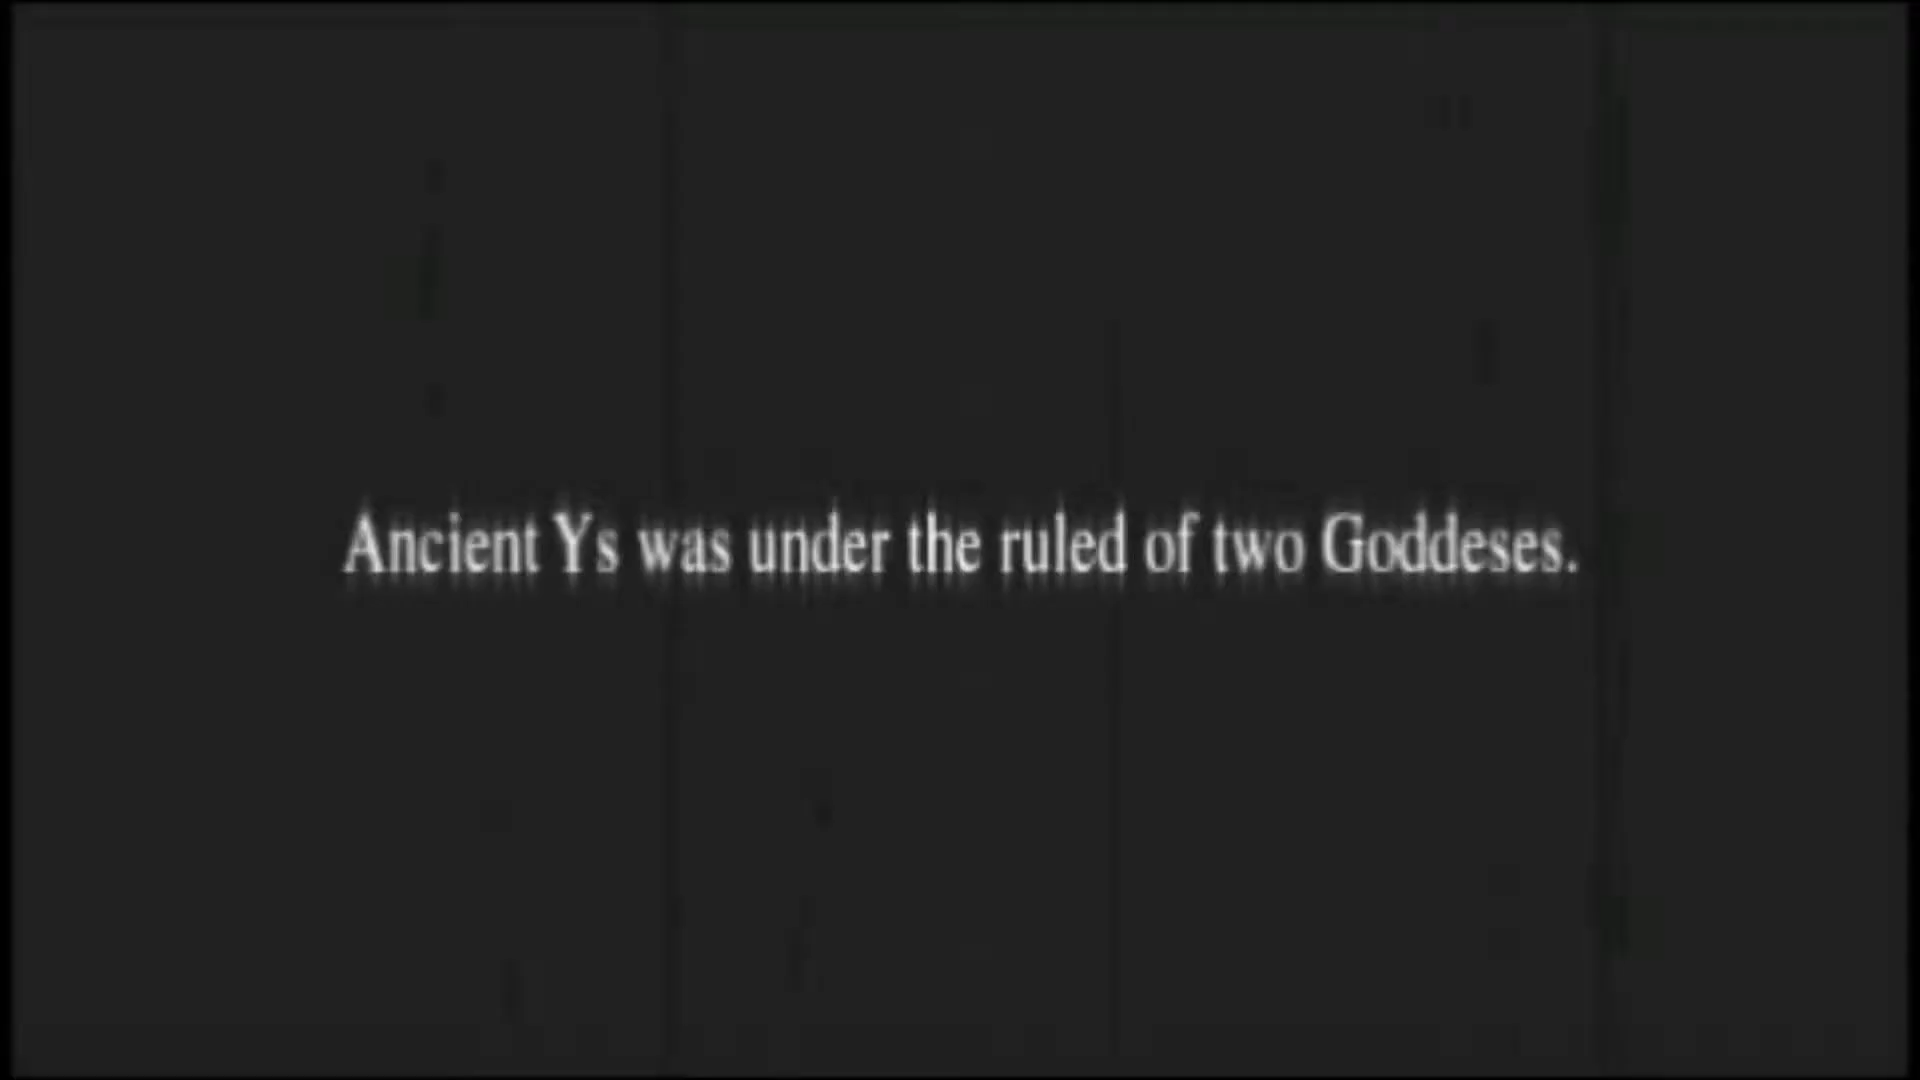 Ancient Ys was under the ruled of two Goddeses.